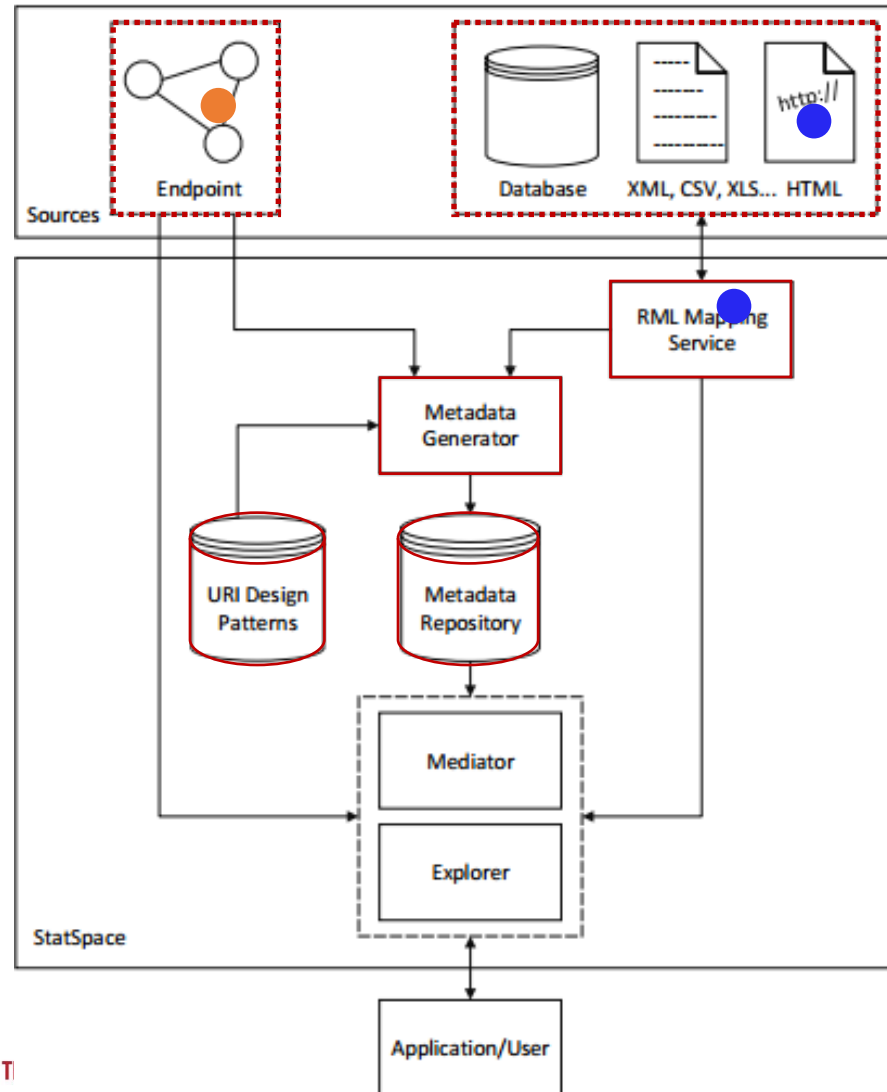 http://
Endpoint
Database
XML, CSV, XLS...
HTML
Sources
RML Mapping
Service
Metadata
Generator
URI Design
Patterns
Metadata
Repository
Mediator
Explorer
StatSpace
Application/User